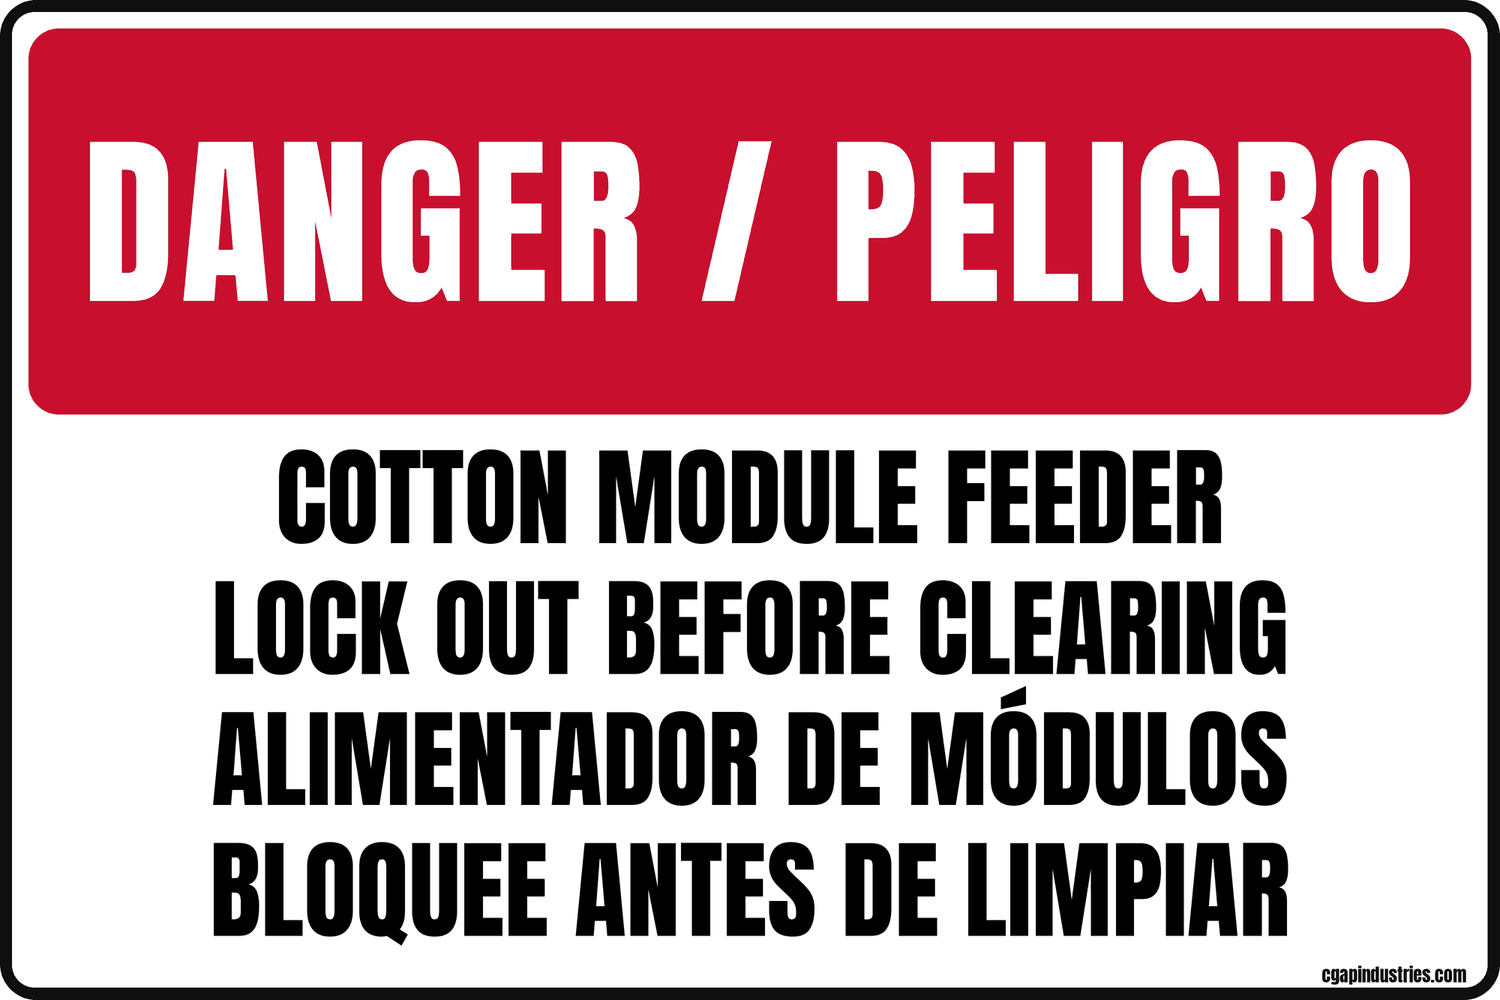 DANGER / PELIGRO
COTTON MODULE FEEDER
LOCK OUT BEFORE CLEARING
ALIMENTADOR DE MÓDULOS
BLOQUEE ANTES DE LIMPIAR
cgapindustries.com